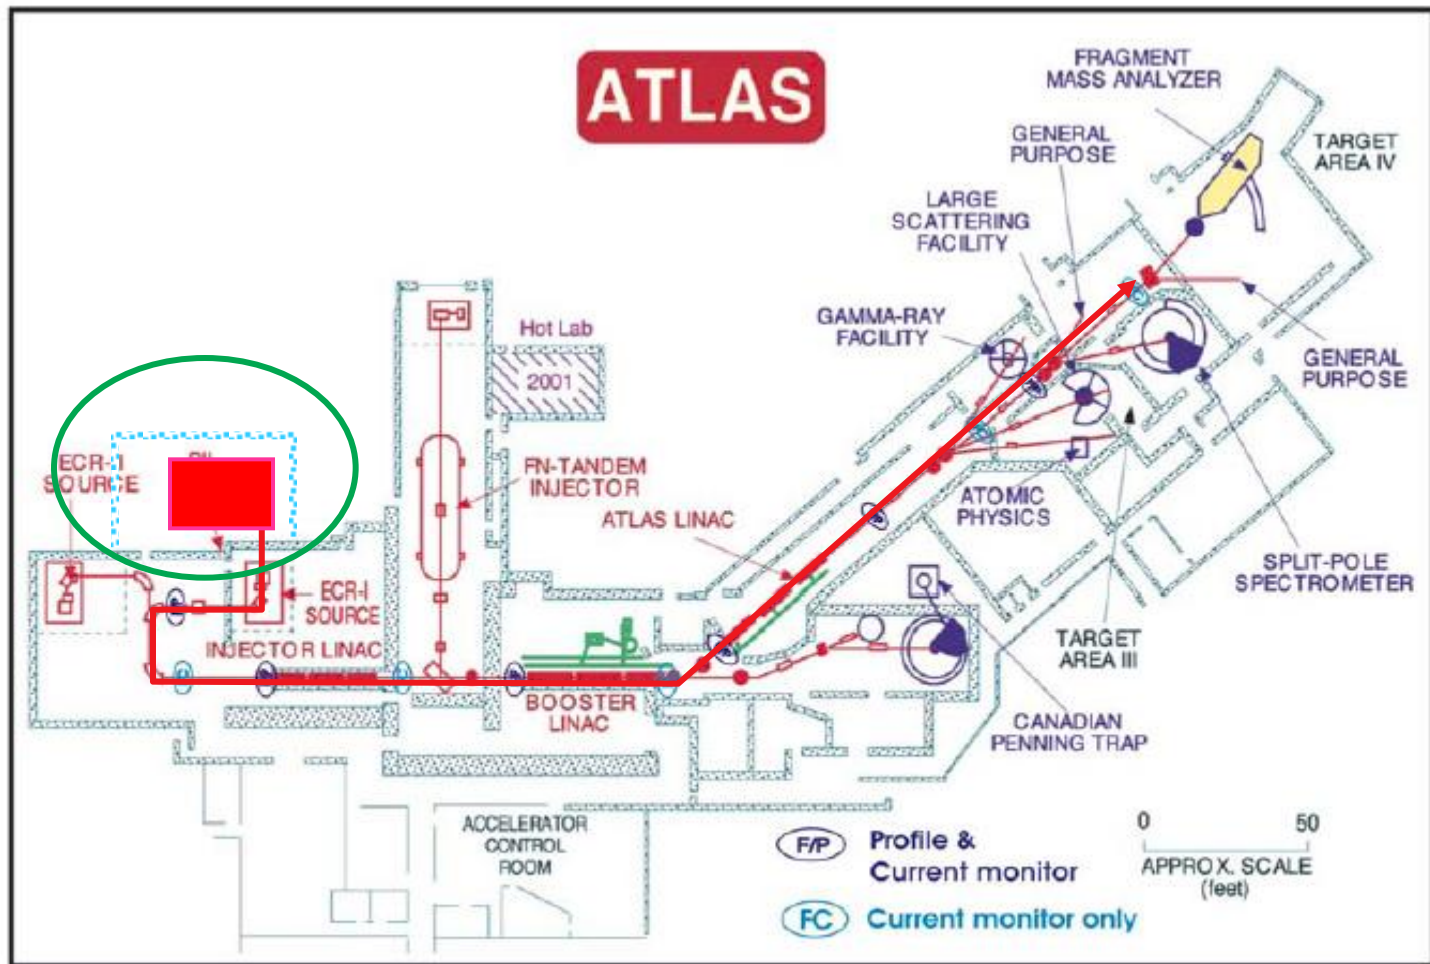 ATLAS
FRAGMENT
MASS ANALYZER
GENERAL
PURPOSE
TARGET
AREA IV
LARGE
SCATTERING
FACILITY
GAMMA-RAY
FACILITY
GENERAL
PURPOSE
Hot Lab
2001
ECR-II
SOURCE
FN-TANDEM
INJECTOR
ATLAS LINAC
ATOMIC
PHYSICS
SPLIT-POLE
SPECTROMETER
ECR-I
SOURCE
TARGET
AREA III
INJECTOR LINAC
BOOSTER
LINAC
CANADIAN
PENNING TRAP
ACCELERATOR
CONTROL
ROOM
F/P Profile &
Current monitor
FC Current monitor only
0 50
APPROX. SCALE
(feet)